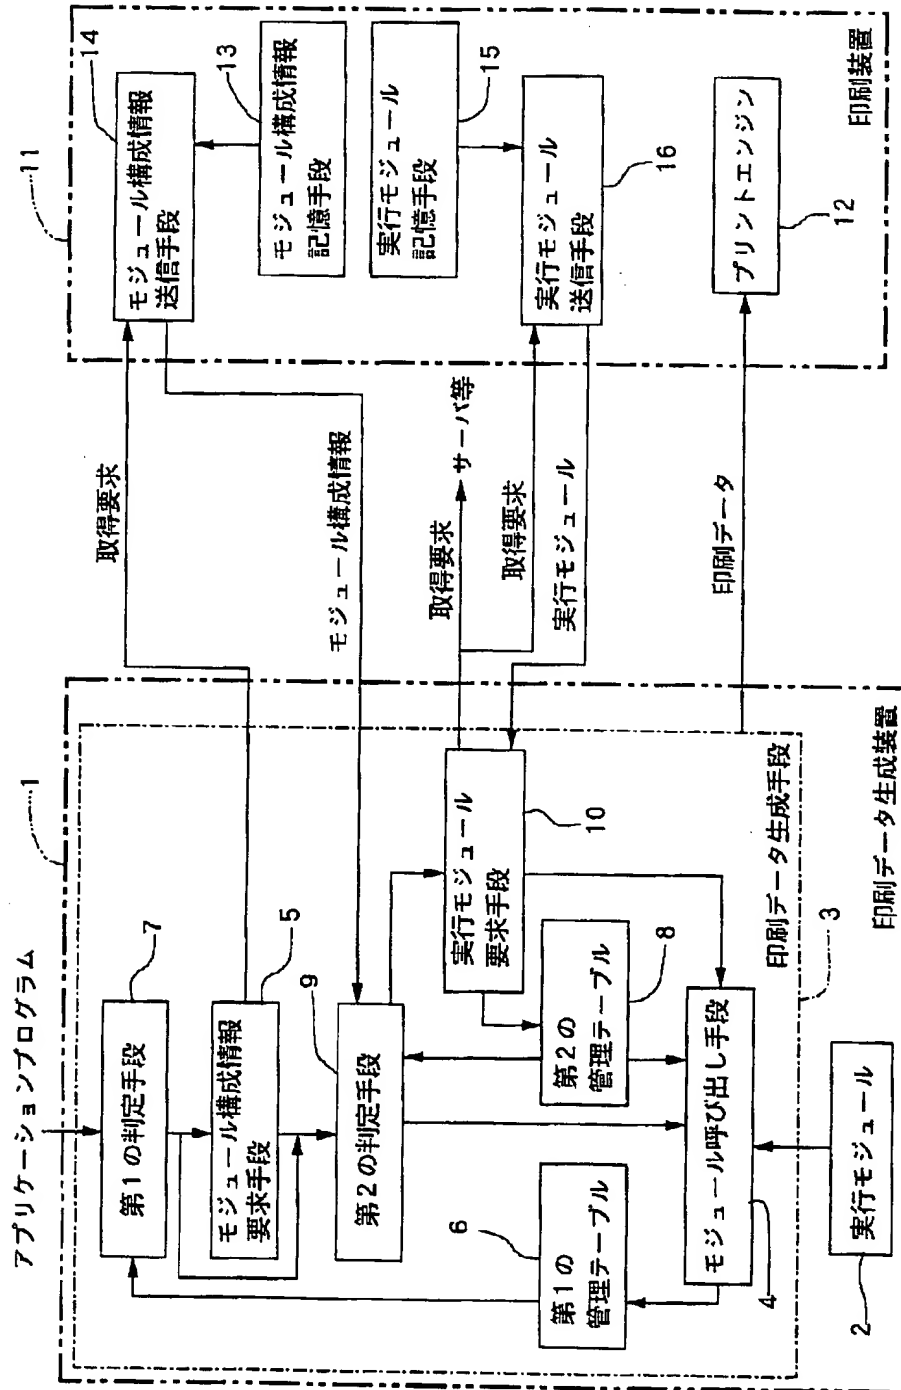 アプリケーションプログラム
1
7
第1の判定手段
5
モジュール構成情報
要求手段
9
第2の判定手段
6
第1の
管理テーブル
実行モジュール
要求手段
10
第2の
管理テーブル
8
モジュール呼び出し手段
4
印刷データ生成手段
3
実行モジュール
2
印刷データ生成装置
取得要求
モジュール構成情報
取得要求
サーバ等
取得要求
実行モジュール
印刷データ
11
14
モジュール構成情報
送信手段
13
モジュール構成情報
記憶手段
実行モジュール
記憶手段
15
実行モジュール
送信手段
16
プリントエンジン
12
印刷装置